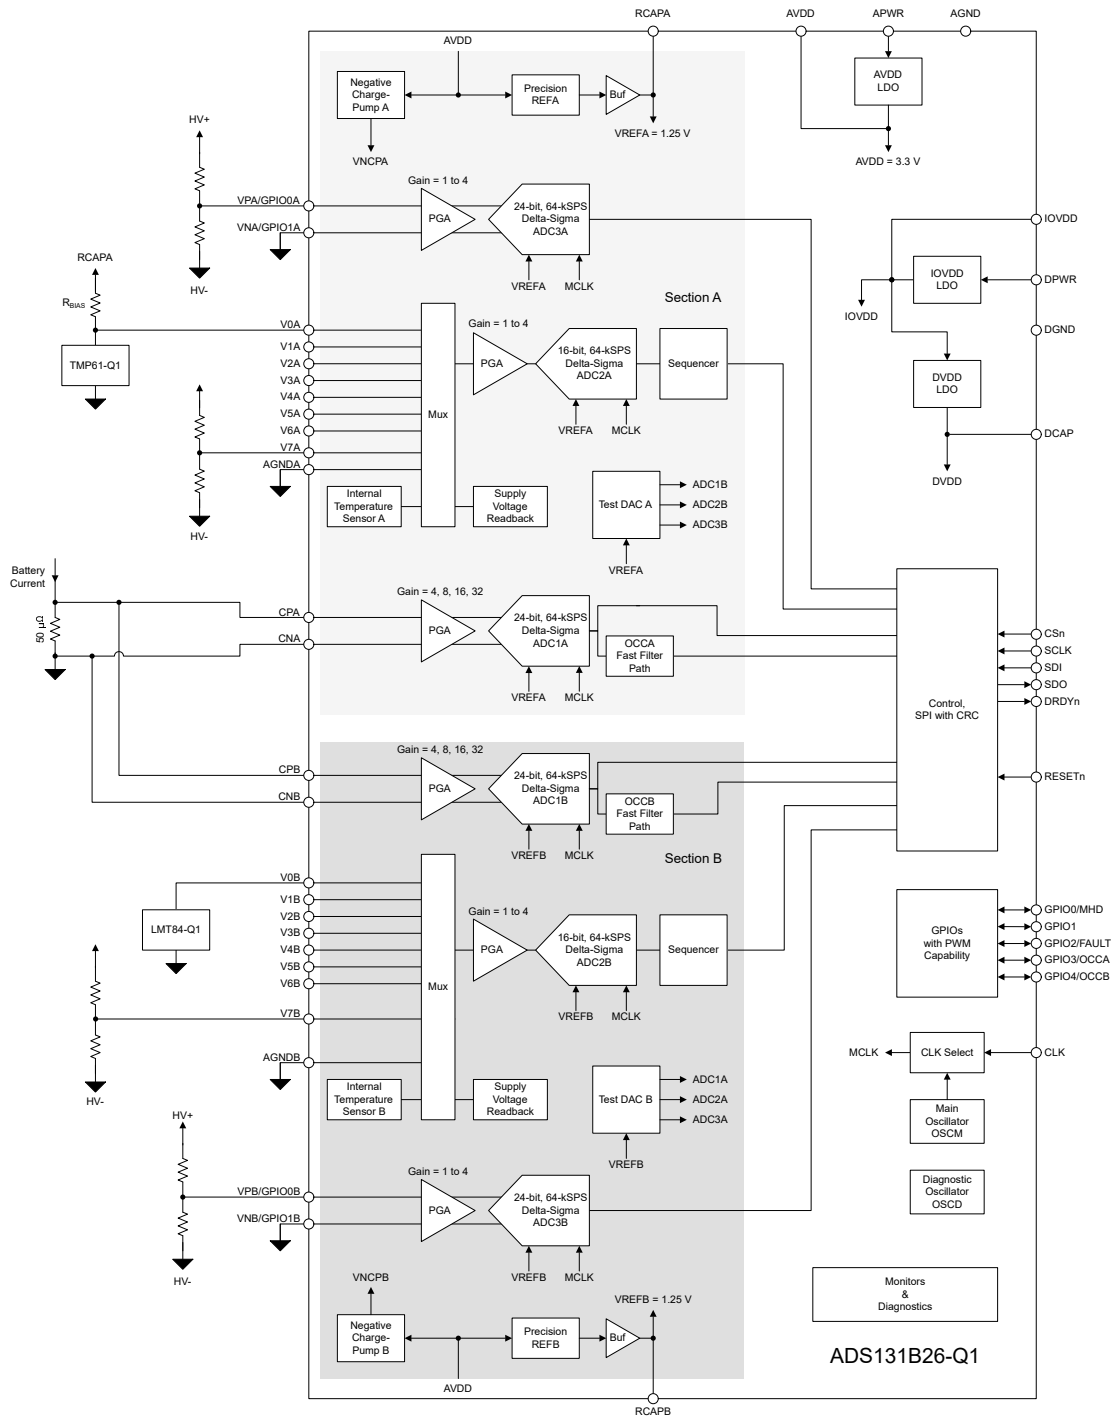 RCAPA
AVDD
APWR
AGND
AVDD
Negative
Charge-
Pump A
Precision
REFA
Buf
AVDD
LDO
HV+
VNCPA
VREFA = 1.25 V
AVDD = 3.3 V
Gain = 1 to 4
VPA/GPIO0A
PGA
24-bit, 64-kSPS
Delta-Sigma
ADC3A
VNA/GPIO1A
IOVDD
RCAPA
HV-
VREFA
MCLK
Section A
IOVDD
LDO
DPWR
IOVDD
RBIAS
V0A
Gain = 1 to 4
DGND
TMP61-Q1
V1A
V2A
V3A
V4A
V5A
V6A
V7A
AGNDA
Mux
PGA
16-bit, 64-kSPS
Delta-Sigma
ADC2A
Sequencer
VREFA
MCLK
DVDD
LDO
DCAP
DVDD
HV-
Internal
Temperature
Sensor A
Supply
Voltage
Readback
Test DAC A
ADC1B
ADC2B
ADC3B
VREFA
Battery
Current
50 µΩ
Gain = 4, 8, 16, 32
CPA
CNA
PGA
24-bit, 64-kSPS
Delta-Sigma
ADC1A
OCCA
Fast Filter
Path
VREFA
MCLK
Control,
SPI with CRC
CSn
SCLK
SDI
SDO
DRDYn
RESETn
Gain = 4, 8, 16, 32
CPB
CNB
PGA
24-bit, 64-kSPS
Delta-Sigma
ADC1B
OCCB
Fast Filter
Path
VREFB
MCLK
Section B
V0B
V1B
V2B
V3B
V4B
V5B
V6B
V7B
AGNDB
LMT84-Q1
Mux
Gain = 1 to 4
PGA
16-bit, 64-kSPS
Delta-Sigma
ADC2B
Sequencer
VREFB
MCLK
GPIOs
with PWM
Capability
GPIO0/MHD
GPIO1
GPIO2/FAULT
GPIO3/OCCA
GPIO4/OCCB
MCLK
CLK Select
CLK
HV-
Internal
Temperature
Sensor B
Supply
Voltage
Readback
Test DAC B
ADC1A
ADC2A
ADC3A
VREFB
Main
Oscillator
OSCM
HV+
Gain = 1 to 4
VPB/GPIO0B
VNB/GPIO1B
PGA
24-bit, 64-kSPS
Delta-Sigma
ADC3B
Diagnostic
Oscillator
OSCD
HV-
VREFB
MCLK
VNCPB
VREFB = 1.25 V
Monitors
&
Diagnostics
Negative
Charge-
Pump B
Precision
REFB
Buf
ADS131B26-Q1
AVDD
RCAPB